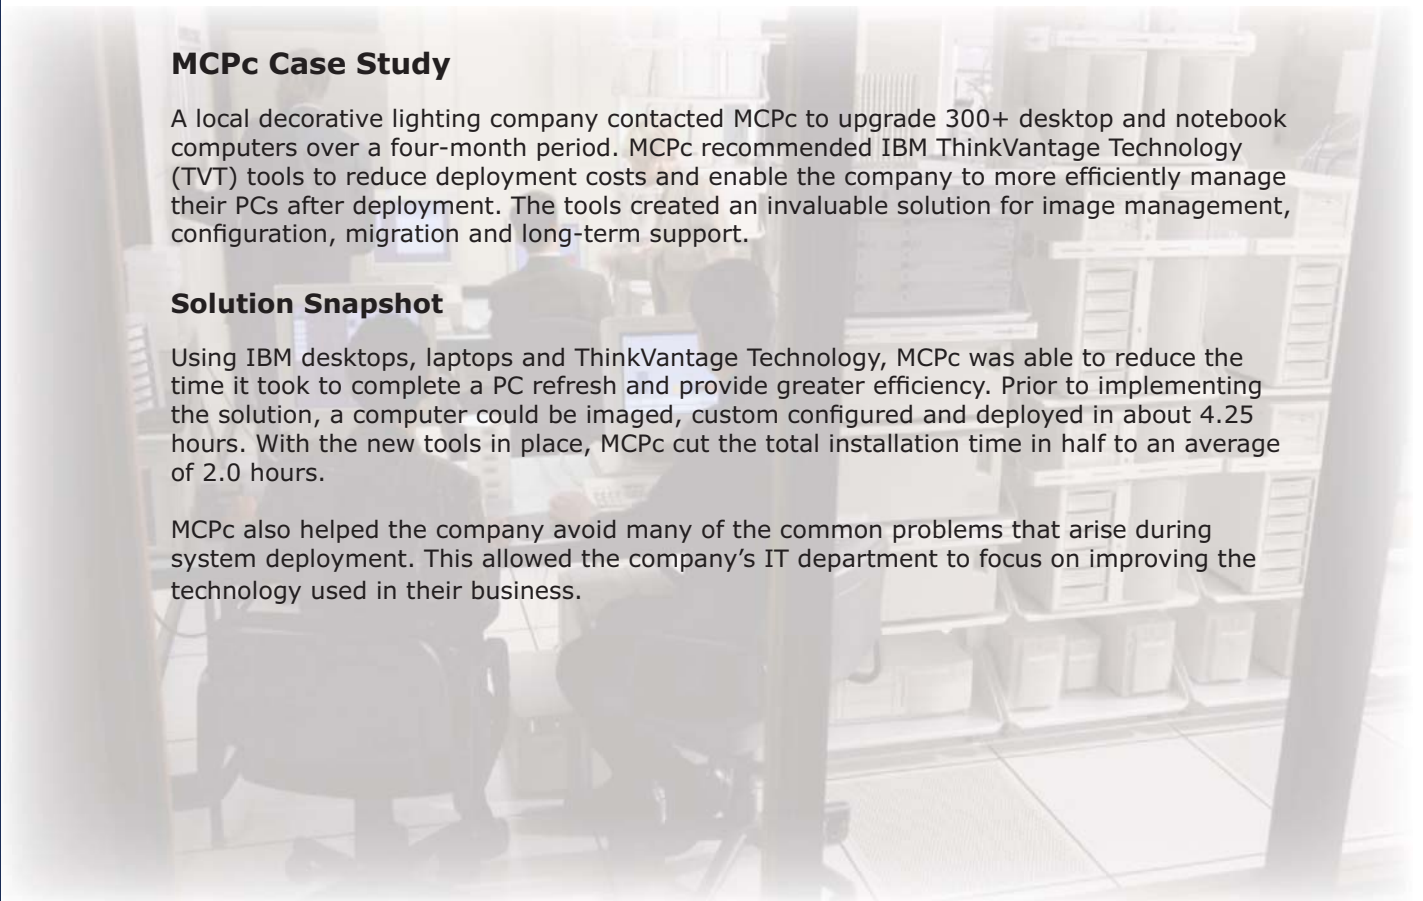 MCPc Case Study
A local decorative lighting company contacted MCPc to upgrade 300+ desktop and notebook
computers over a four-month period. MCPc recommended IBM ThinkVantage Technology
(TVT) tools to reduce deployment costs and enable the company to more efficiently manage
their PCs after deployment. The tools created an invaluable solution for image management,
configuration, migration and long-term support.
Solution Snapshot
Using IBM desktops, laptops and ThinkVantage Technology, MCPc was able to reduce the
time it took to complete a PC refresh and provide greater efficiency. Prior to implementing
the solution, a computer could be imaged, custom configured and deployed in about 4.25
hours. With the new tools in place, MCPc cut the total installation time in half to an average
of 2.0 hours.
MCPc also helped the company avoid many of the common problems that arise during
system deployment. This allowed the company’s IT department to focus on improving the
technology used in their business.